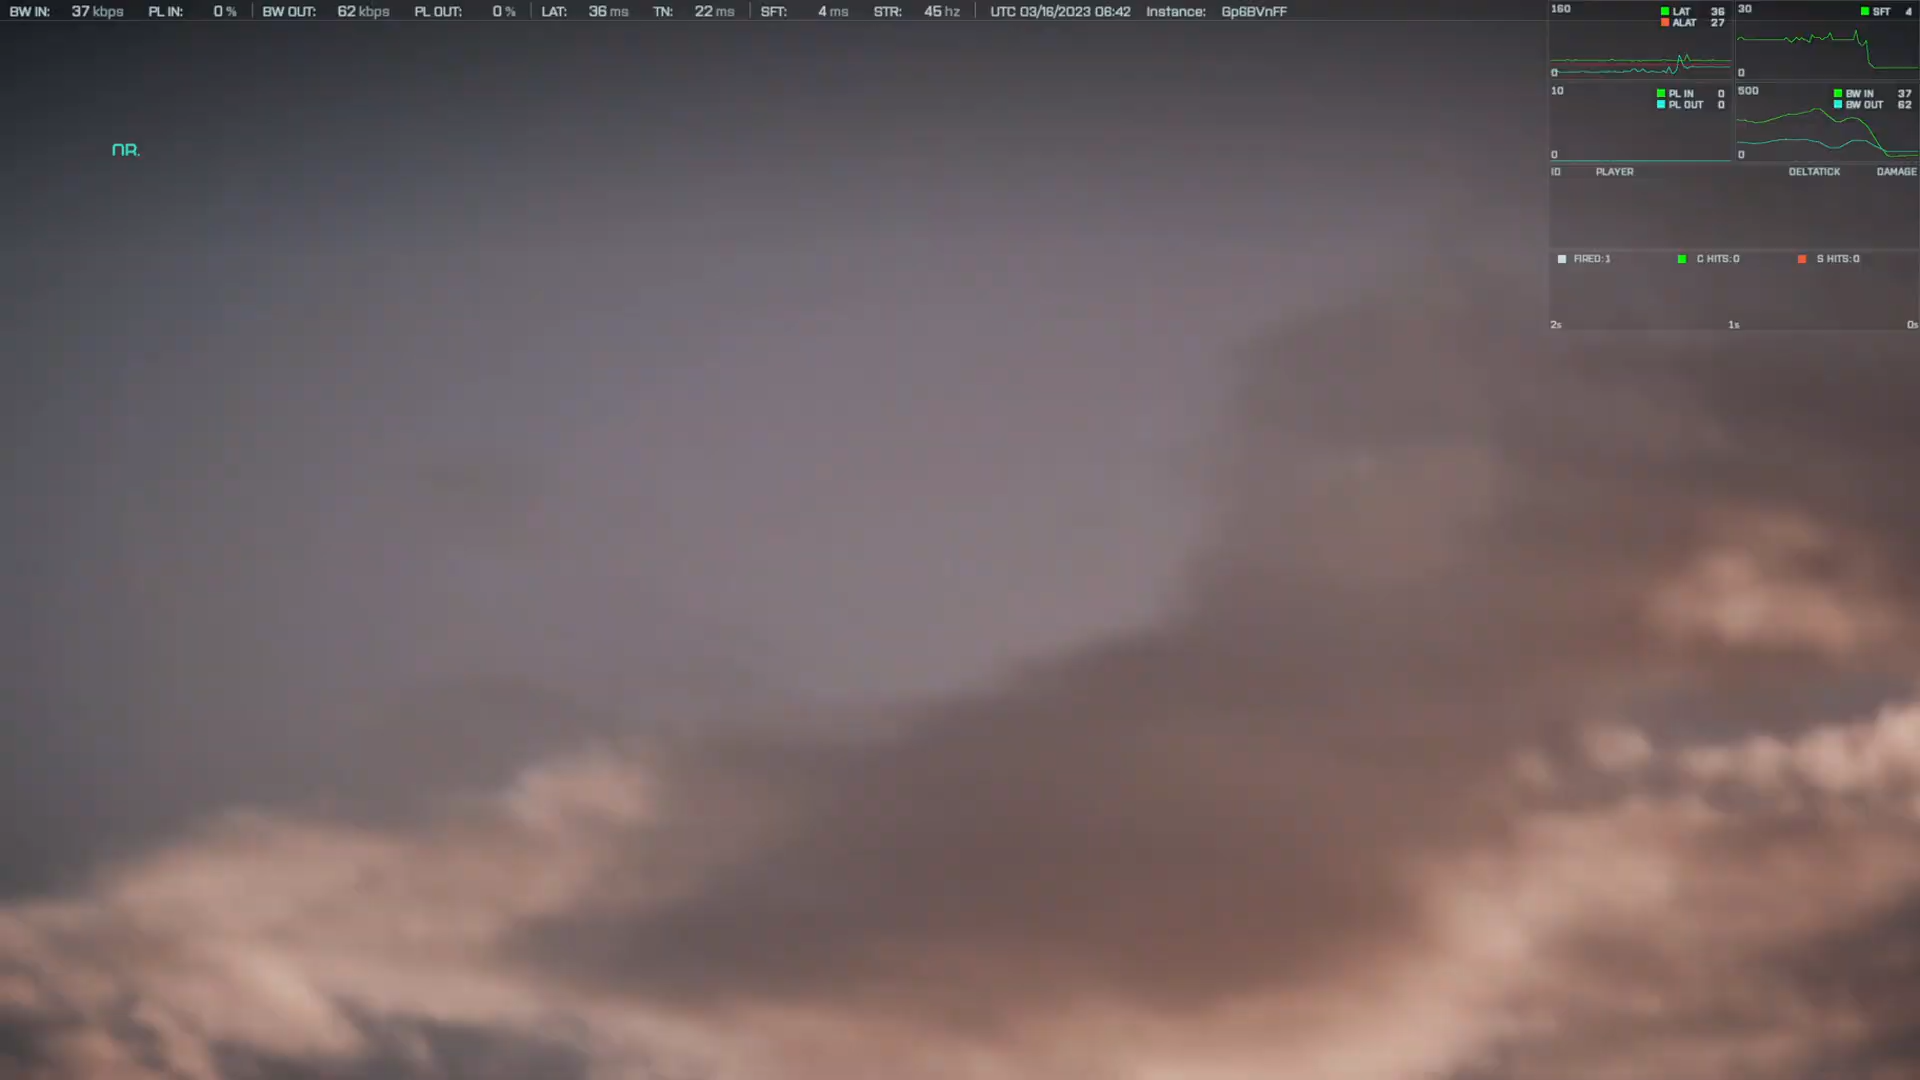 BW IN: 37 kbps PL IN: 0 % BW OUT: 62 kbps PL OUT: 0 % LAT: 36 ms TN: 22 ms SFT: 4 ms STR: 45 hz UTC 03/16/2023 06:42 Instance: Gp6BVnFF
160 LAT 36 30 SFT 4
ALAT 27
0 0
10 PL IN 0 500 BW IN 37
PL OUT 0 BW OUT 62
NR.
0 0
ID PLAYER DELTATICK DAMAGE
FIRED:1 C HITS:0 S HITS:0
2s 1s 0s